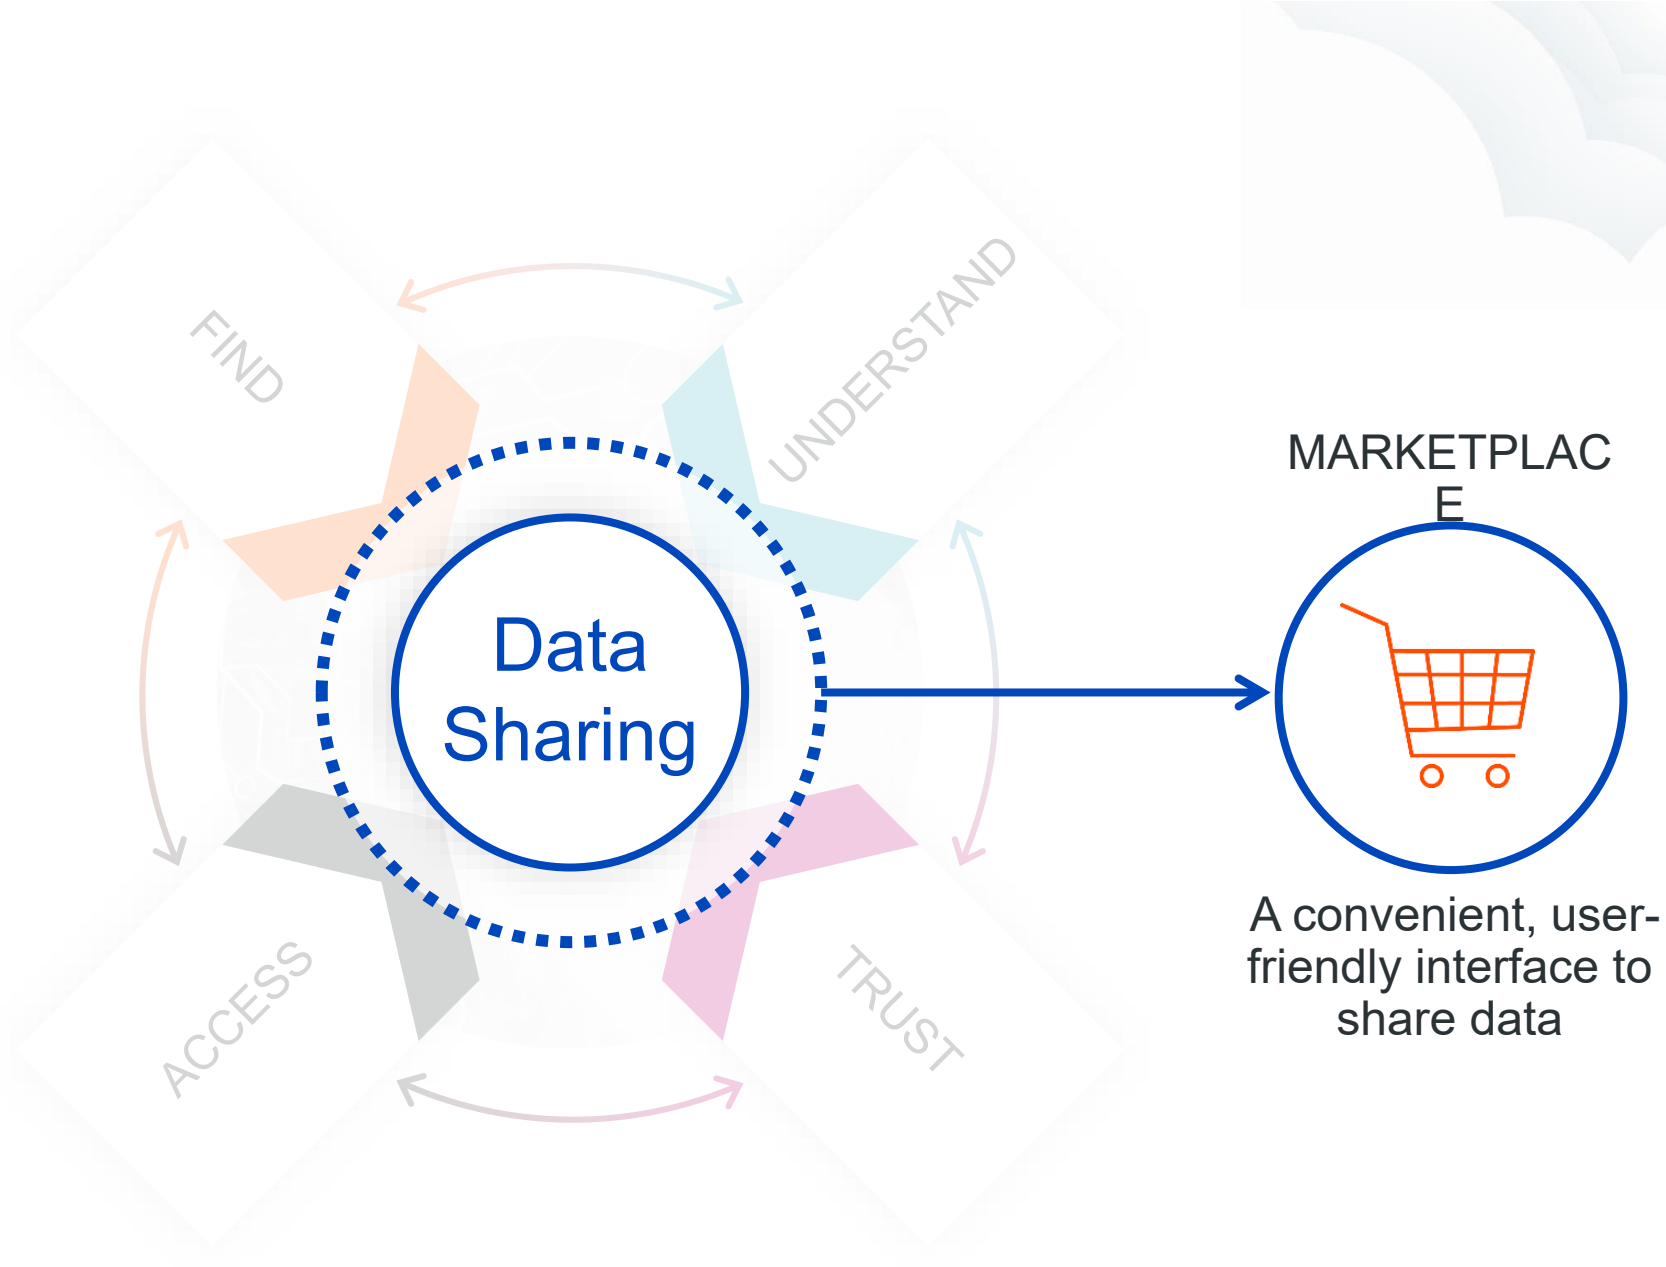 FIND
UNDERSTAND
MARKETPLAC
E
Data
Sharing
A convenient, user-
friendly interface to
share data
ACCESS
TRUST